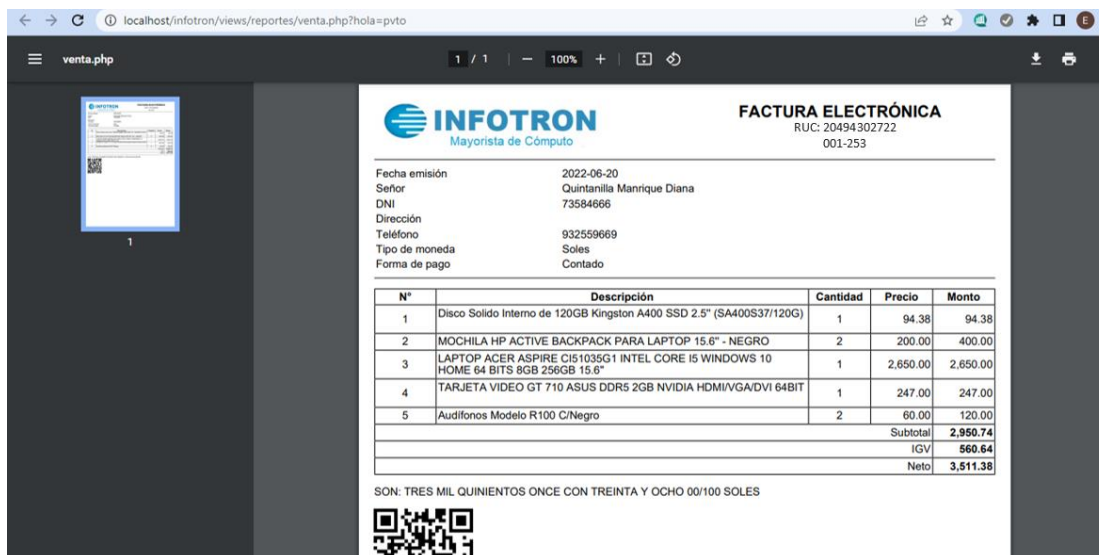 localhost/infotron/views/reportes/venta.php?hola=pvto
E
venta.php
1 / 1
100%
1
INFOTRON
Mayorista de Cómputo
FACTURA ELECTRÓNICA
RUC: 20494302722
001-253
Fecha emisión 2022-06-20
Señor Quintanilla Manrique Diana
DNI 73584666
Dirección
Teléfono 932559669
Tipo de moneda Soles
Forma de pago Contado
N° Descripción Cantidad Precio Monto
1 Disco Solido Interno de 120GB Kingston A400 SSD 2.5" (SA400S37/120G) 1 94.38 94.38
2 MOCHILA HP ACTIVE BACKPACK PARA LAPTOP 15.6" - NEGRO 2 200.00 400.00
3 LAPTOP ACER ASPIRE CI51035G1 INTEL CORE I5 WINDOWS 10
HOME 64 BITS 8GB 256GB 15.6" 1 2,650.00 2,650.00
4 TARJETA VIDEO GT 710 ASUS DDR5 2GB NVIDIA HDMI/VGA/DVI 64BIT 1 247.00 247.00
5 Audífonos Modelo R100 C/Negro 2 60.00 120.00
Subtotal 2,950.74
IGV 560.64
Neto 3,511.38
SON: TRES MIL QUINIENTOS ONCE CON TREINTA Y OCHO 00/100 SOLES